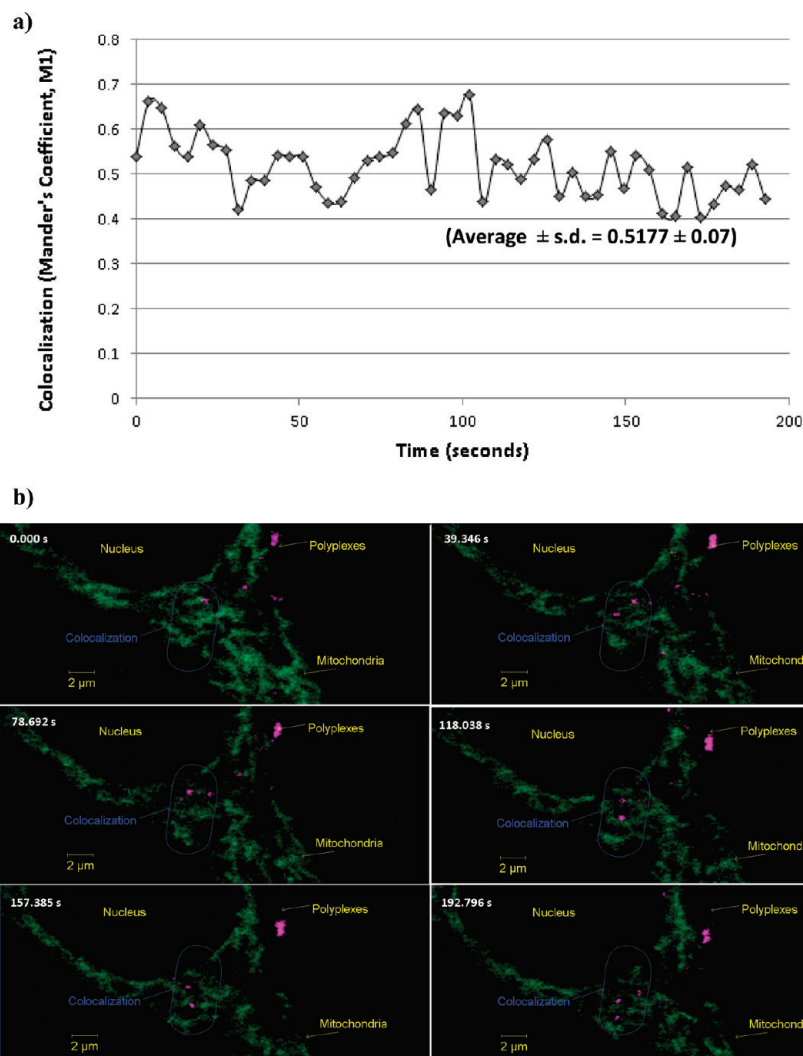 a)
0.8
0.7
0.6
0.5
0.4
0.3
0.2
0.1
0
Colocalization (Mander's Coefficient, M1)
(Average ± s.d. = 0.5177 ± 0.07)
0 50 100 150 200
Time (seconds)
b)
0.000 s
Nucleus
Polyplexes
Colocalization
Mitochondria
2 µm
39.346 s
Nucleus
Polyplexes
Colocalization
Mitochond
2 µm
78.692 s
Nucleus
Polyplexes
Colocalization
Mitochondria
2 µm
118.038 s
Nucleus
Polyplexes
Colocalization
Mitochond
2 µm
157.385 s
Nucleus
Polyplexes
Colocalization
Mitochondria
2 µm
192.796 s
Nucleus
Polyplexes
Colocalization
Mitochond
2 µm